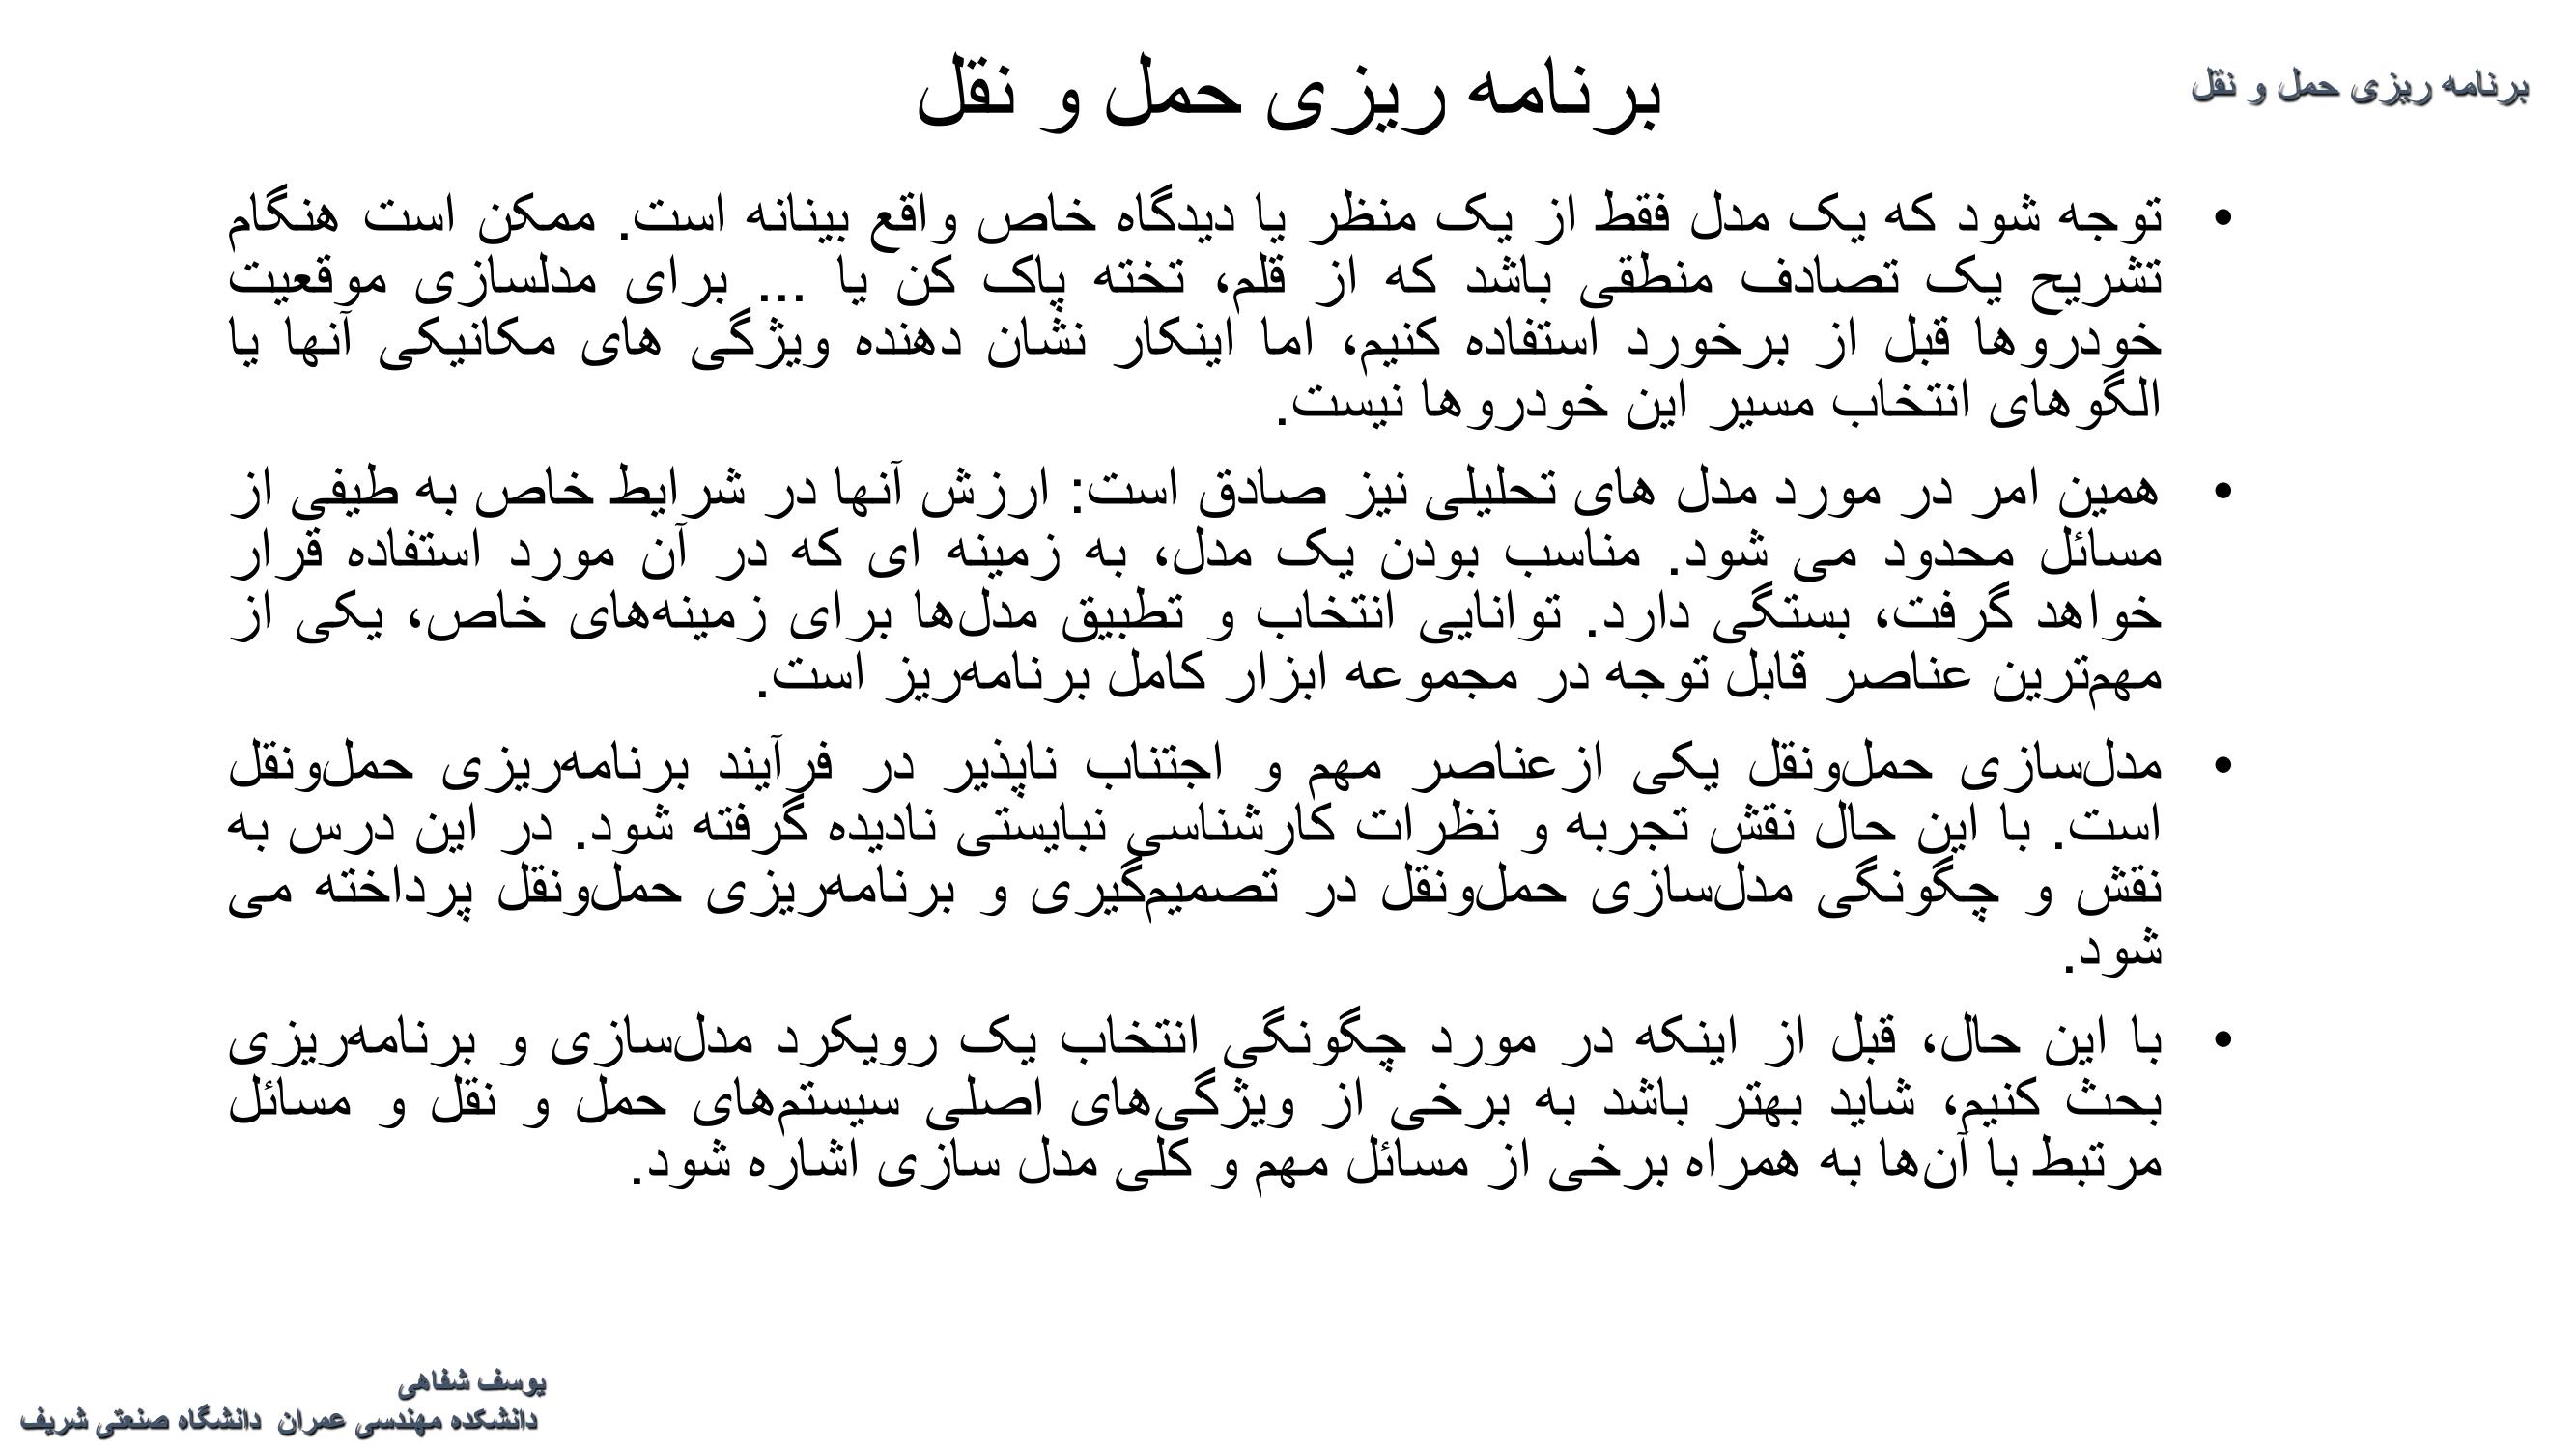 برنامه ریزی حمل و نقل
برنامه ریزی حمل و نقل
• توجه شود که یک مدل فقط از یک منظر یا دیدگاه خاص واقع بینانه است. ممکن است هنگام
تشریح یک تصادف منطقی باشد که از قلم، تخته پاک کن یا ... برای مدلسازی موقعیت
خودروها قبل از برخورد استفاده کنیم، اما اینکار نشان دهنده ویژگی های مکانیکی آنها یا
الگوهای انتخاب مسیر این خودروها نیست.
• همین امر در مورد مدل های تحلیلی نیز صادق است: ارزش آنها در شرایط خاص به طیفی از
مسائل محدود می شود. مناسب بودن یک مدل، به زمینه ای که در آن مورد استفاده قرار
خواهد گرفت، بستگی دارد. توانایی انتخاب و تطبیق مدل‌ها برای زمینه‌های خاص، یکی از
مهم‌ترین عناصر قابل توجه در مجموعه ابزار کامل برنامه‌ریز است.
• مدل‌سازی حمل‌ونقل یکی ازعناصر مهم و اجتناب ناپذیر در فرآیند برنامه‌ریزی حمل‌ونقل
است. با این حال نقش تجربه و نظرات کارشناسی نبایستی نادیده گرفته شود. در این درس به
نقش و چگونگی مدل‌سازی حمل‌ونقل در تصمیم‌گیری و برنامه‌ریزی حمل‌ونقل پرداخته می
شود.
• با این حال، قبل از اینکه در مورد چگونگی انتخاب یک رویکرد مدل‌سازی و برنامه‌ریزی
بحث کنیم، شاید بهتر باشد به برخی از ویژگی‌های اصلی سیستم‌های حمل و نقل و مسائل
مرتبط با آن‌ها به همراه برخی از مسائل مهم و کلی مدل سازی اشاره شود.
یوسف شفاهی
دانشکده مهندسی عمران دانشگاه صنعتی شریف